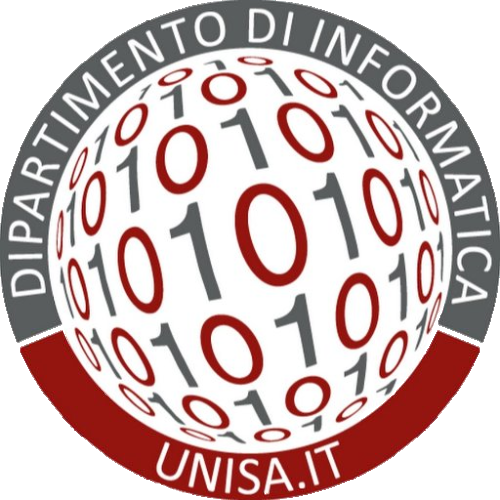 DIPARTIMENTO DI INFORMATICA
UNISA.IT